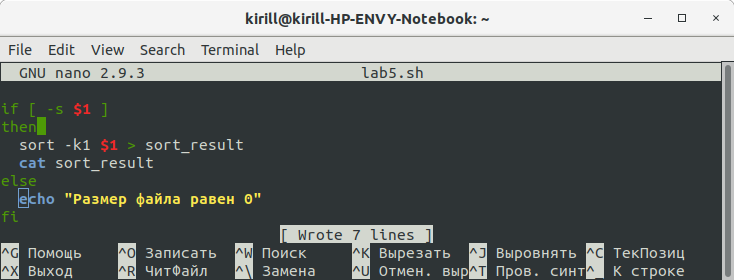 kirill@kirill-HP-ENVY-Notebook: ~
File Edit View Search Terminal Help
GNU nano 2.9.3 lab5.sh
if [ -s $1 ]
then
sort -k1 $1 > sort_result
cat sort_result
else
echo "Размер файла равен 0"
fi
[ Wrote 7 lines ]
^G Помощь ^O Записать ^W Поиск ^K Вырезать ^J Выровнять ^C ТекПозиц
^X Выход ^R ЧитФайл ^\ Замена ^U Отмен. выр^T Пров. синт^_ К строке